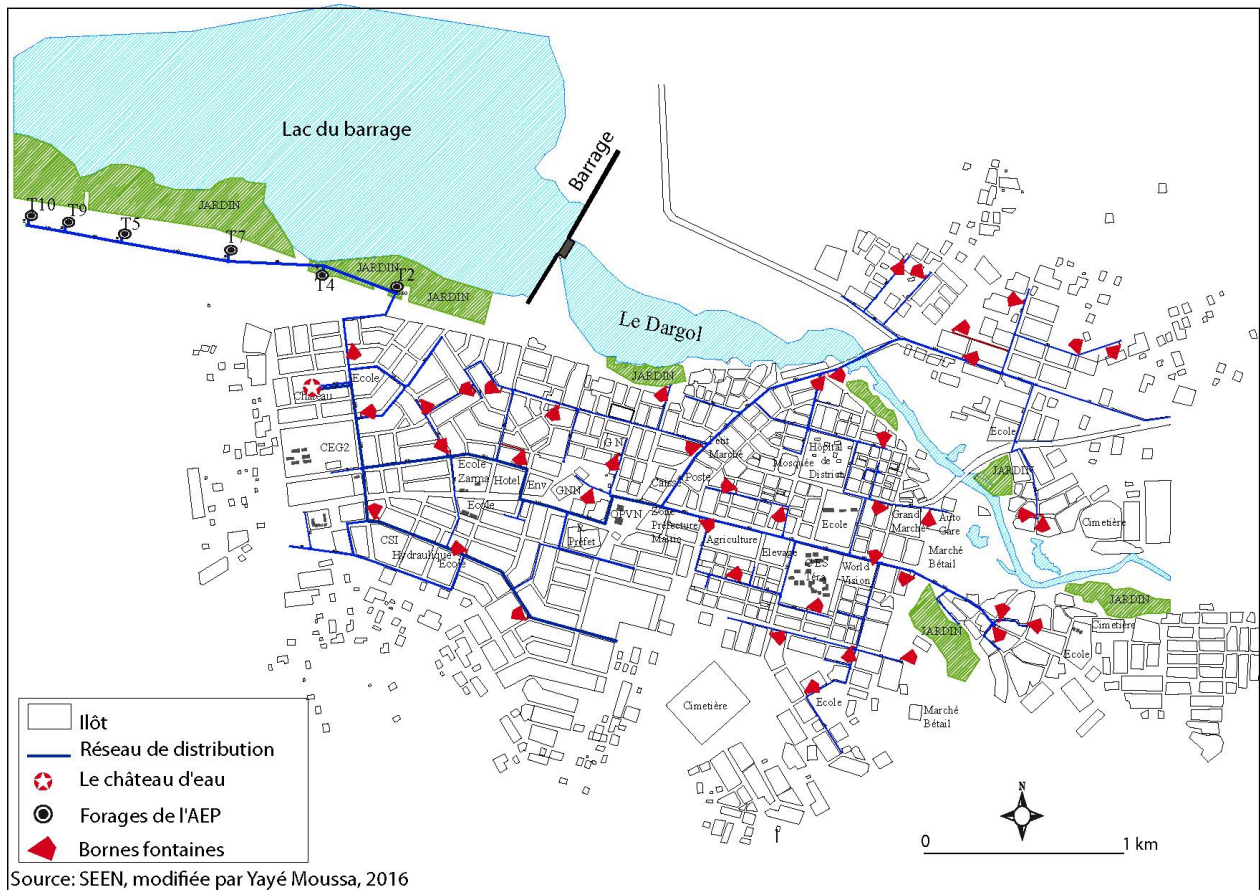 Lac du barrage
Barrage
JARDIN
T10
T9
T5
T7
T4
JARDIN
T2
JARDIN
Le Dargol
JARDIN
Ecole
Château
CEG2
Ecole
Zarma
Hotel
Env
GNN
Ecole
G N
Petit
Marché
Mosquée
Hôpital
de
District
Caisse
Poste
OPVN
Zone
Préfecture
Mairie
Préfet
Agriculture
Elevage
Ecole
Grand
Marché
Auto
Gare
Marché
Bétail
CSI
Hydraulique
Ecole
CES
Téra
World
Vision
Ecole
JARDIN
Cimetière
JARDIN
Cimetière
Ecole
JARDIN
Cimetière
Ecole
Marché
Bétail
Ilôt
Réseau de distribution
Le château d'eau
Forages de l'AEP
Bornes fontaines
N
0 1 km
Source: SEEN, modifiée par Yayé Moussa, 2016